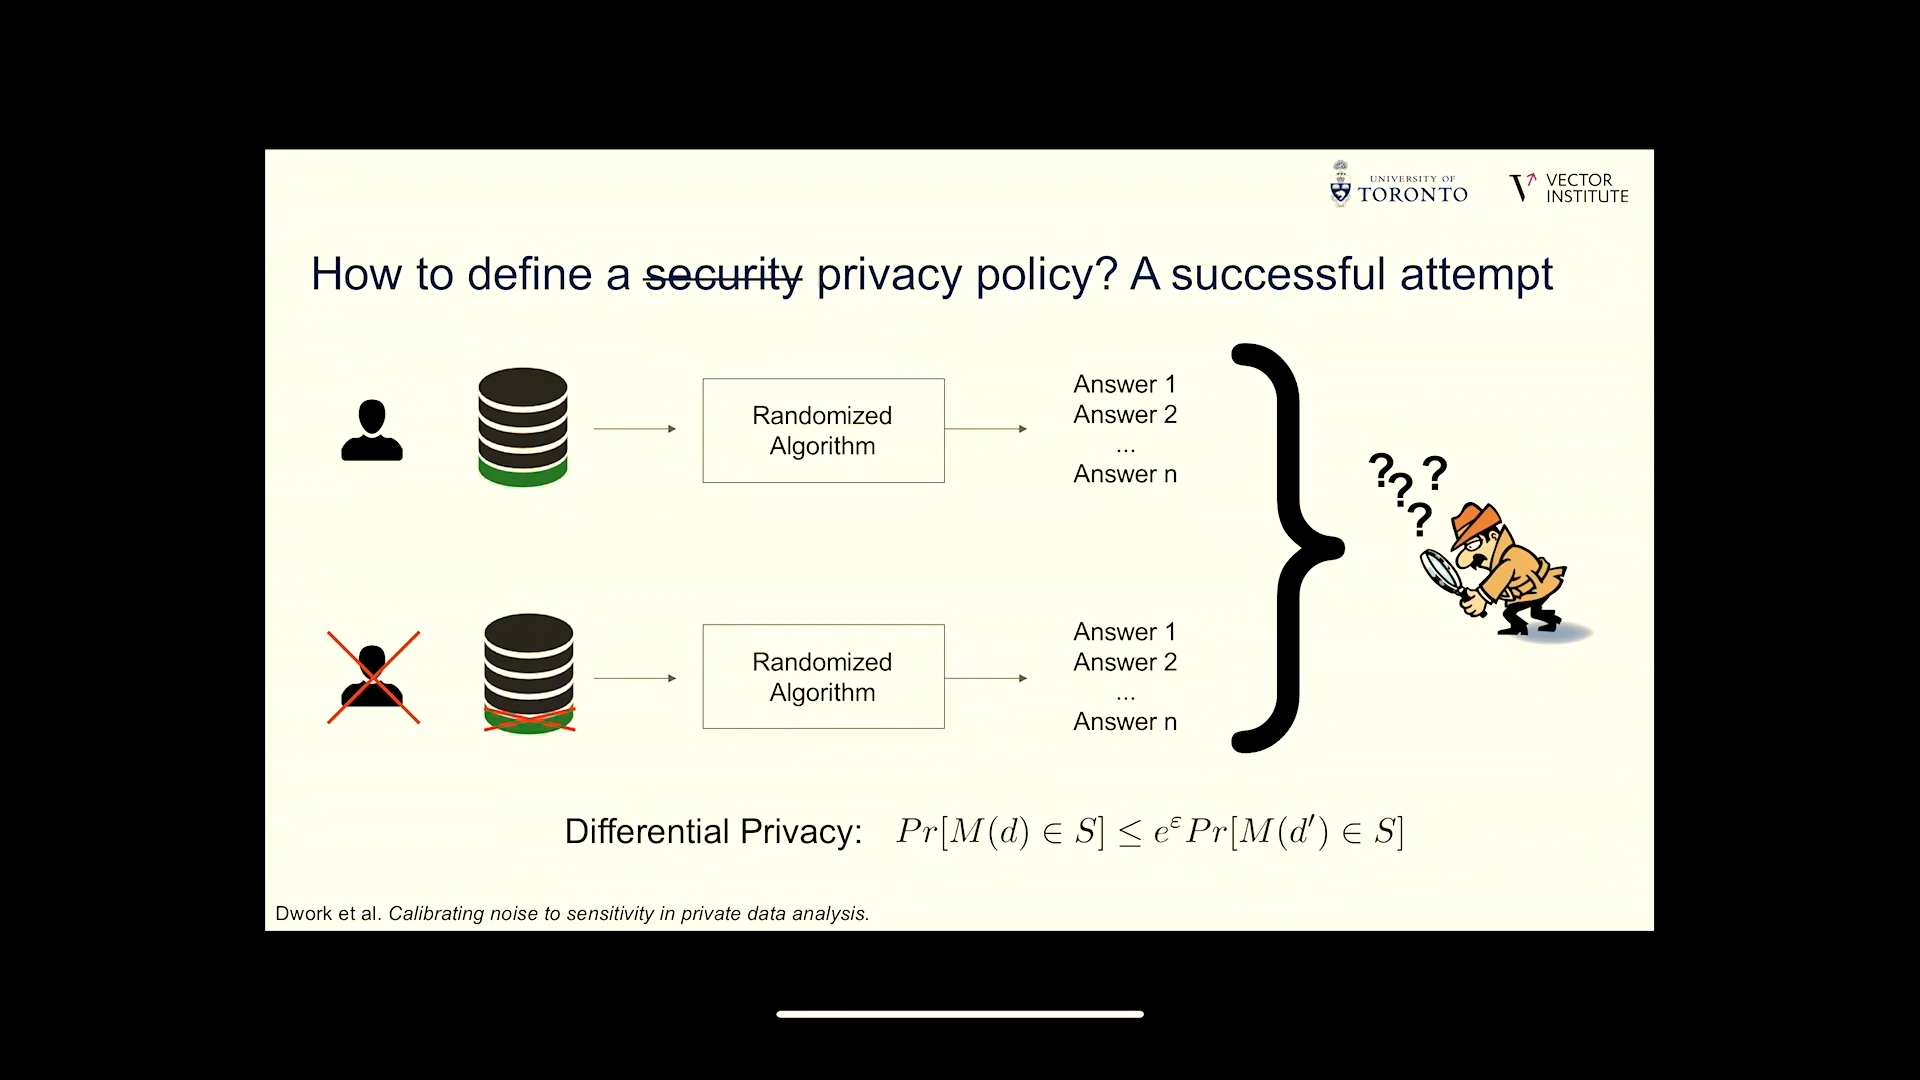 UNIVERSITY OF
TORONTO
VECTOR
INSTITUTE
How to define a security privacy policy? A successful attempt
Randomized
Algorithm
Answer 1
Answer 2
...
Answer n
? ? ? ?
Randomized
Algorithm
Answer 1
Answer 2
...
Answer n
Differential Privacy: Pr[M(d) ∈ S] ≤ e^ε Pr[M(d′) ∈ S]
Dwork et al. Calibrating noise to sensitivity in private data analysis.